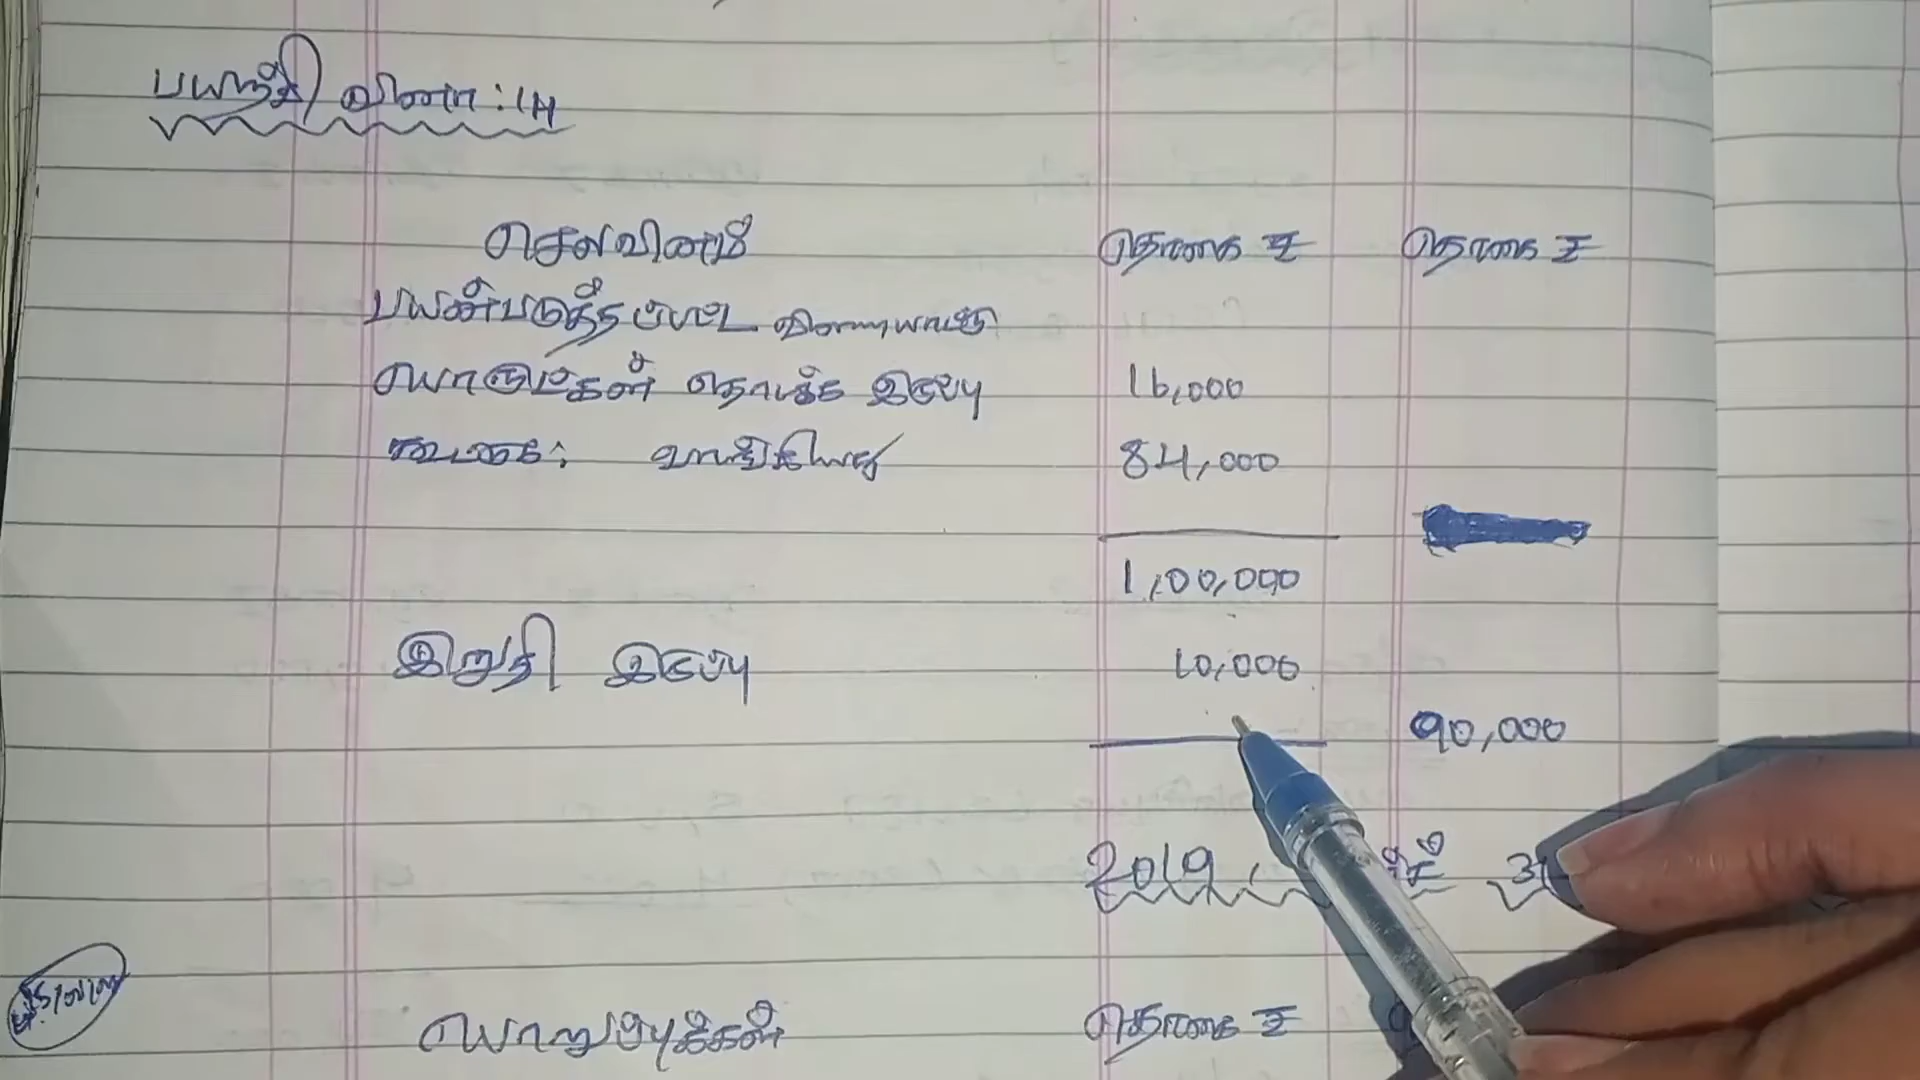 பயிற்சி வினா : 14
செலவினம் தொகை ₹ தொகை ₹
பயன்படுத்தப்பட்ட விளையாட்டு
பொருட்கள் தொடக்க இருப்பு 16,000
கூட்டுக: வாங்கியது 84,000
1,00,000
இறுதி இருப்பு 10,000
90,000
2019
பொறுப்புக்கள் தொகை ₹